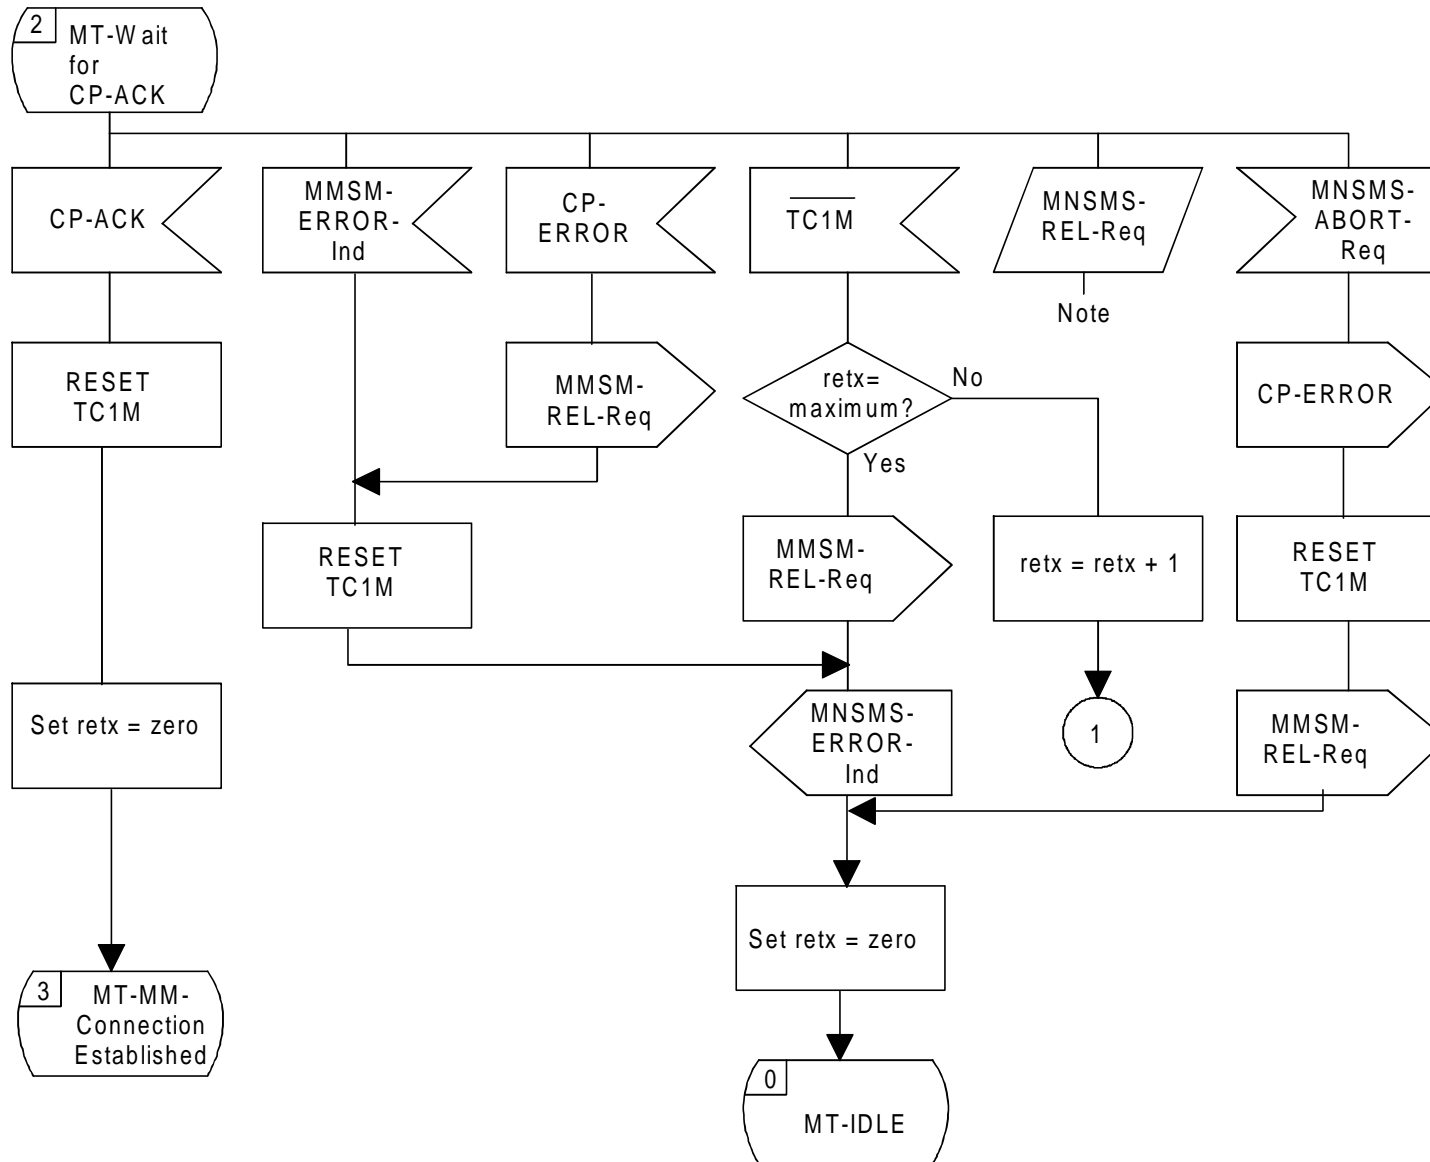 2
MT-Wait
for
CP-ACK
CP-ACK
MMSM-
ERROR-
Ind
CP-
ERROR
TC1M
MNSMS-
REL-Req
Note
MNSMS-
ABORT-
Req
RESET
TC1M
MMSM-
REL-Req
retx=
maximum?
No
Yes
CP-ERROR
RESET
TC1M
MMSM-
REL-Req
retx = retx + 1
RESET
TC1M
Set retx = zero
MNSMS-
ERROR-
Ind
1
MMSM-
REL-Req
Set retx = zero
3
MT-MM-
Connection
Established
0
MT-IDLE